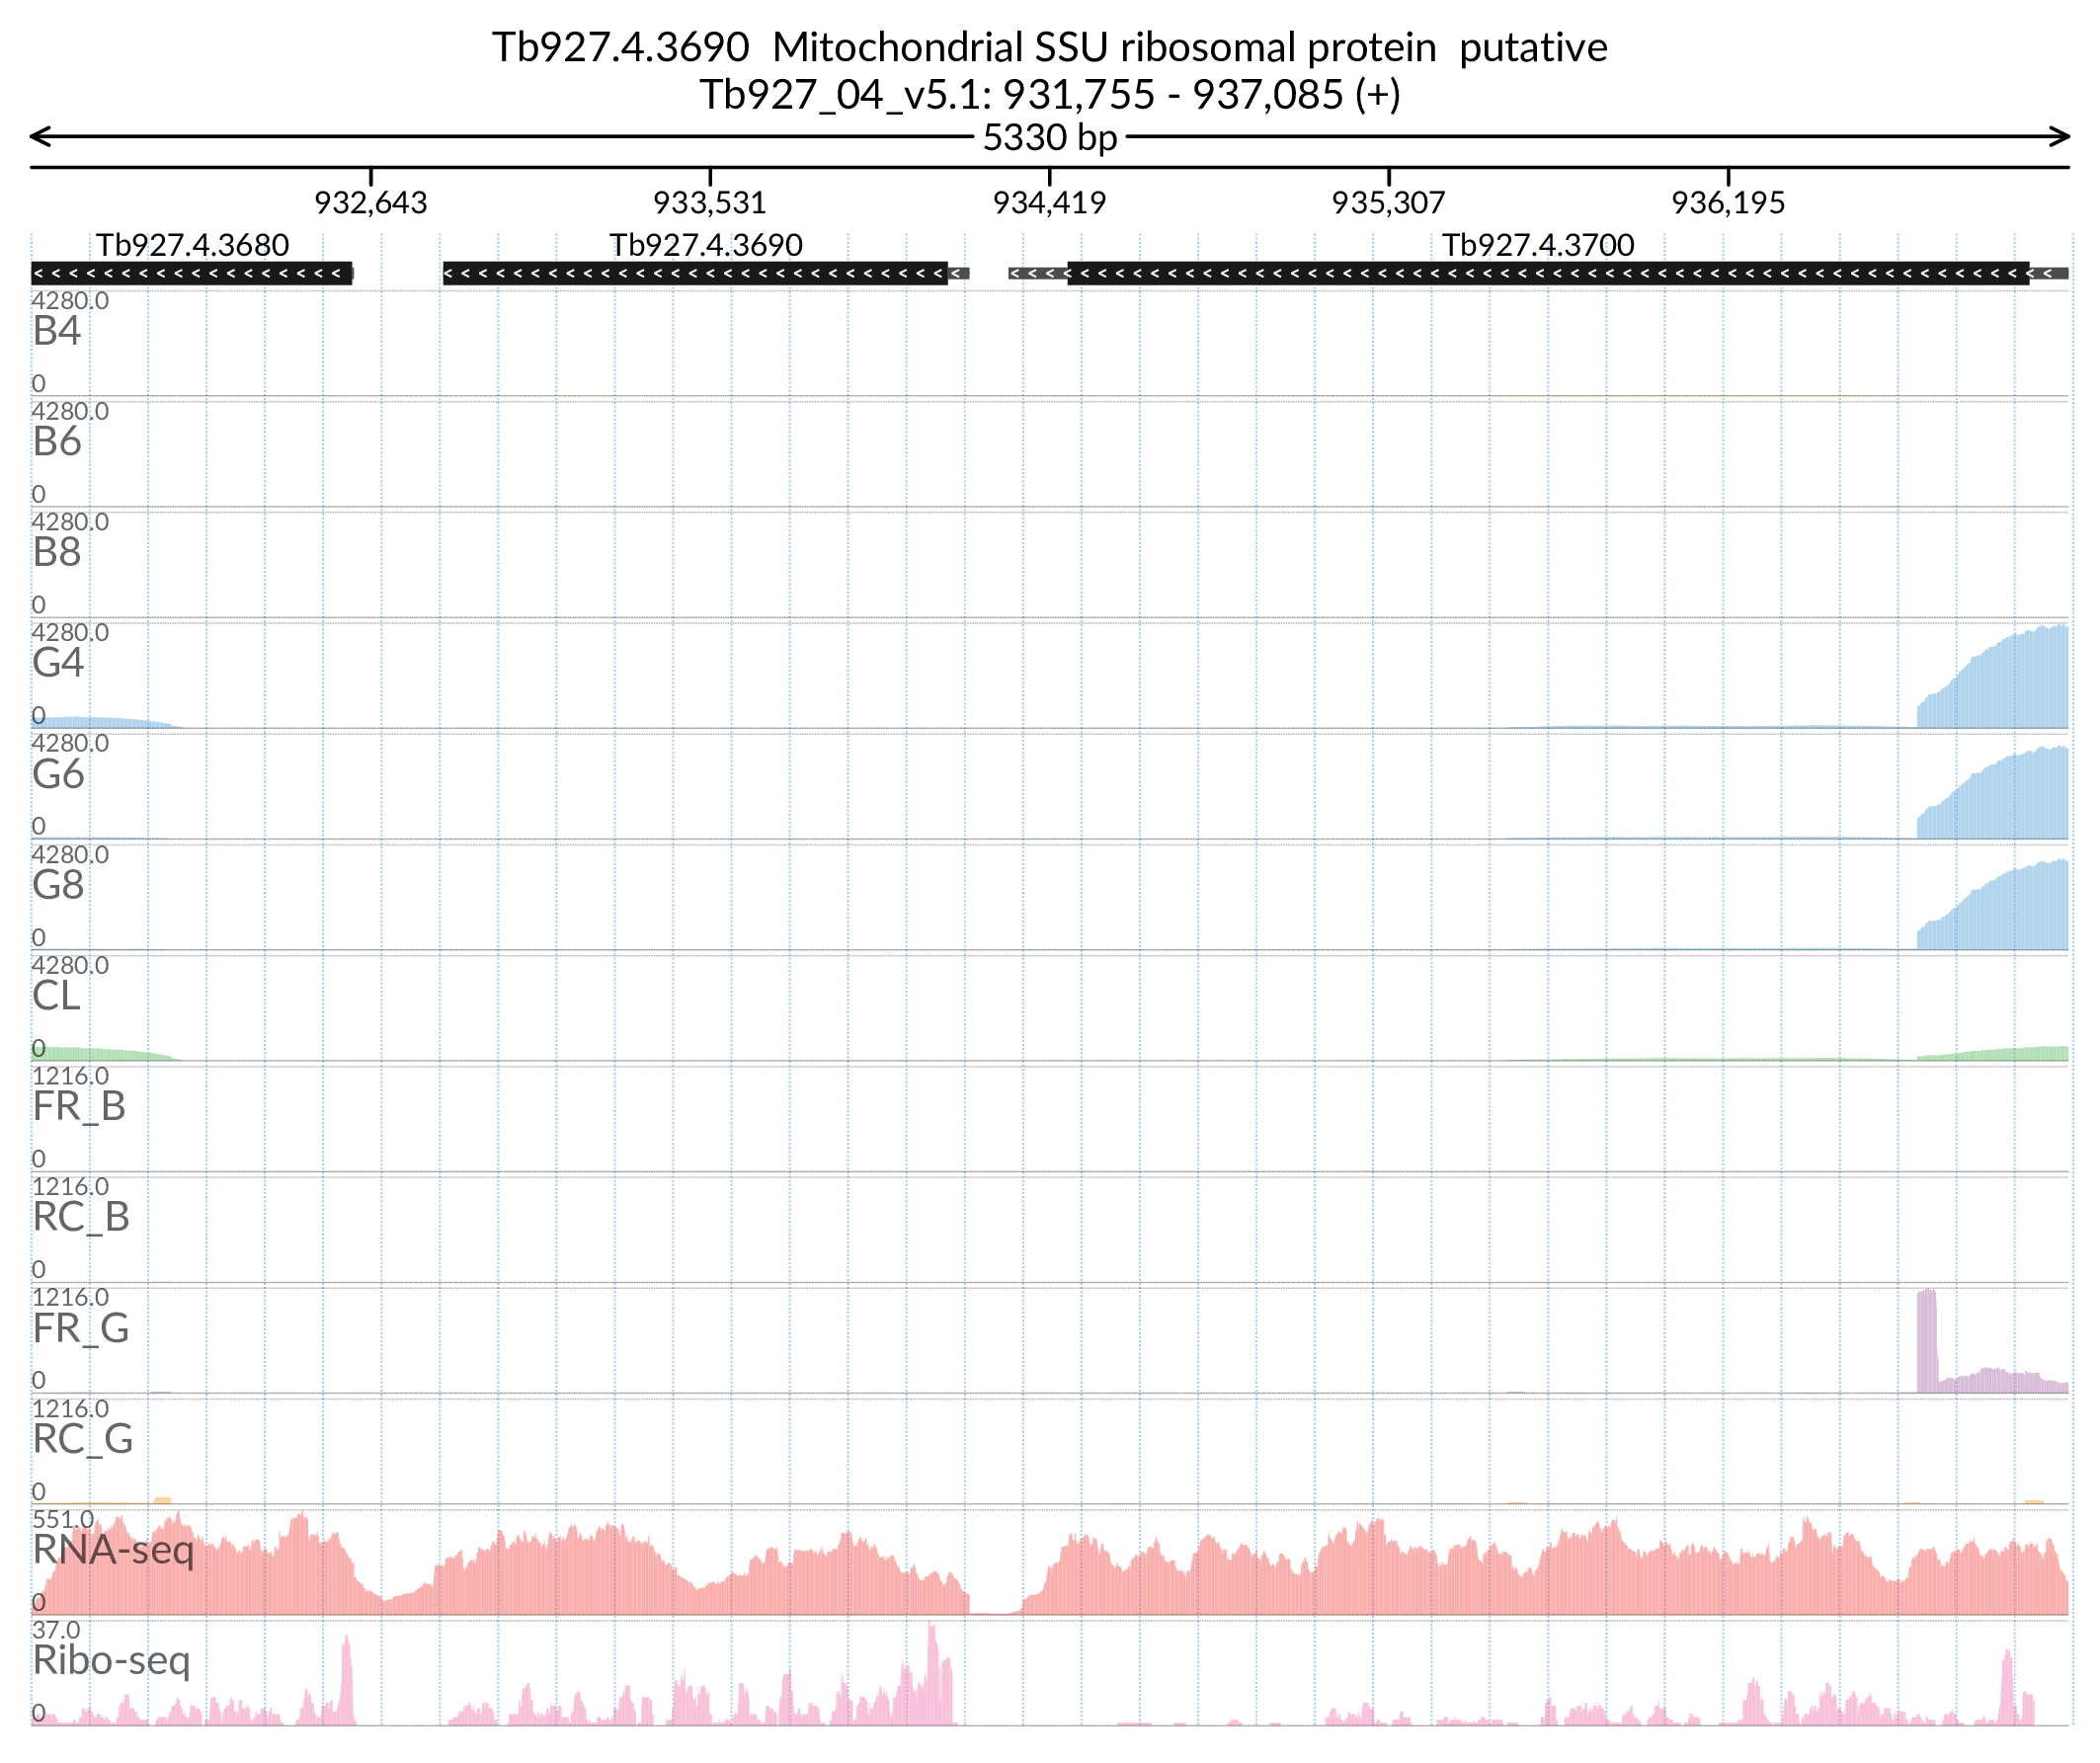 Tb927.4.3690  Mitochondrial SSU ribosomal protein  putative
Tb927_04_v5.1: 931,755 - 937,085 (+)
5330 bp
932,643 933,531 934,419 935,307 936,195
Tb927.4.3680 Tb927.4.3690 Tb927.4.3700
4280.0
B4
0
4280.0
B6
0
4280.0
B8
0
4280.0
G4
0
4280.0
G6
0
4280.0
G8
0
4280.0
CL
0
1216.0
FR_B
0
1216.0
RC_B
0
1216.0
FR_G
0
1216.0
RC_G
0
551.0
RNA-seq
0
37.0
Ribo-seq
0